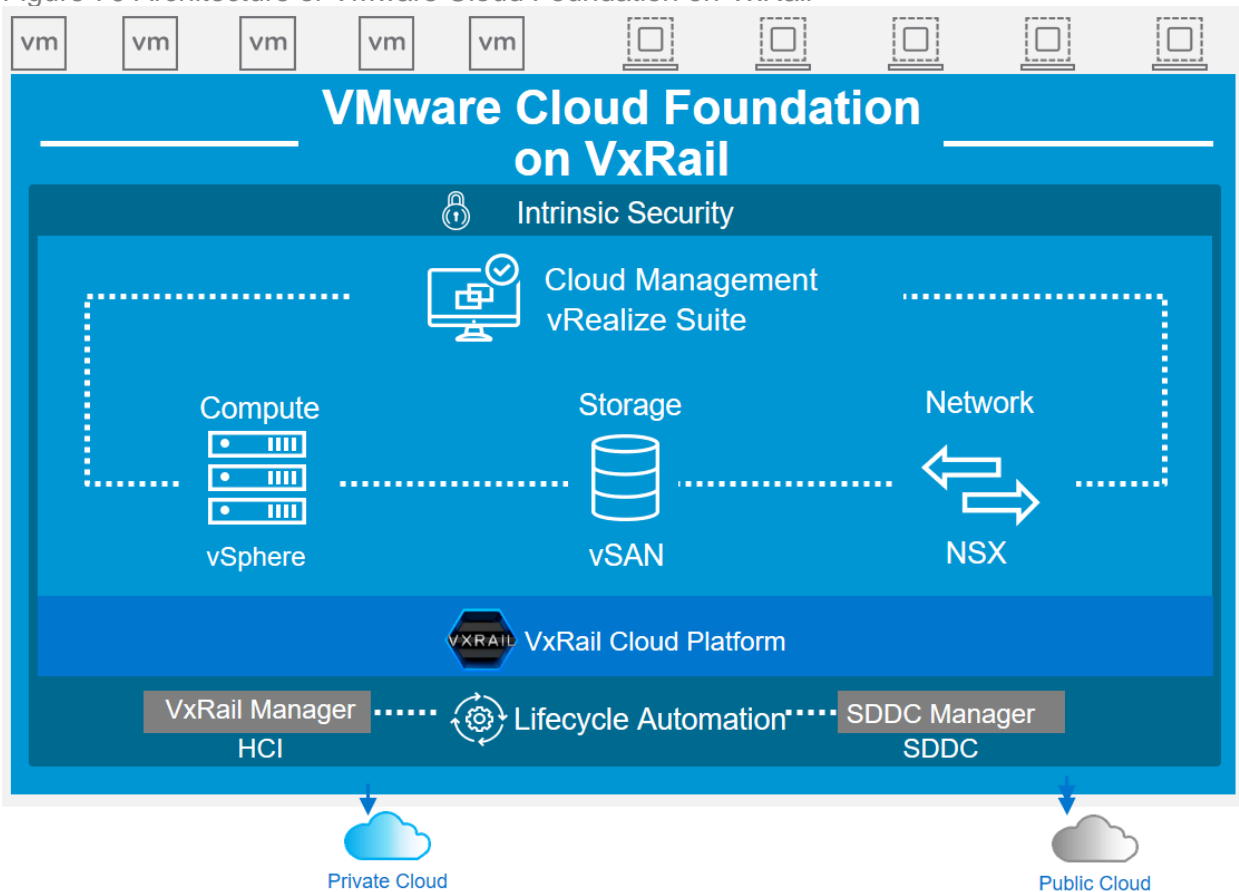 vm vm vm vm vm
VMware Cloud Foundation
on VxRail
Intrinsic Security
Cloud Management
vRealize Suite
Compute
Storage
Network
vSphere
vSAN
NSX
VXRAIL VxRail Cloud Platform
VxRail Manager
Lifecycle Automation
SDDC Manager
HCI
SDDC
Private Cloud
Public Cloud